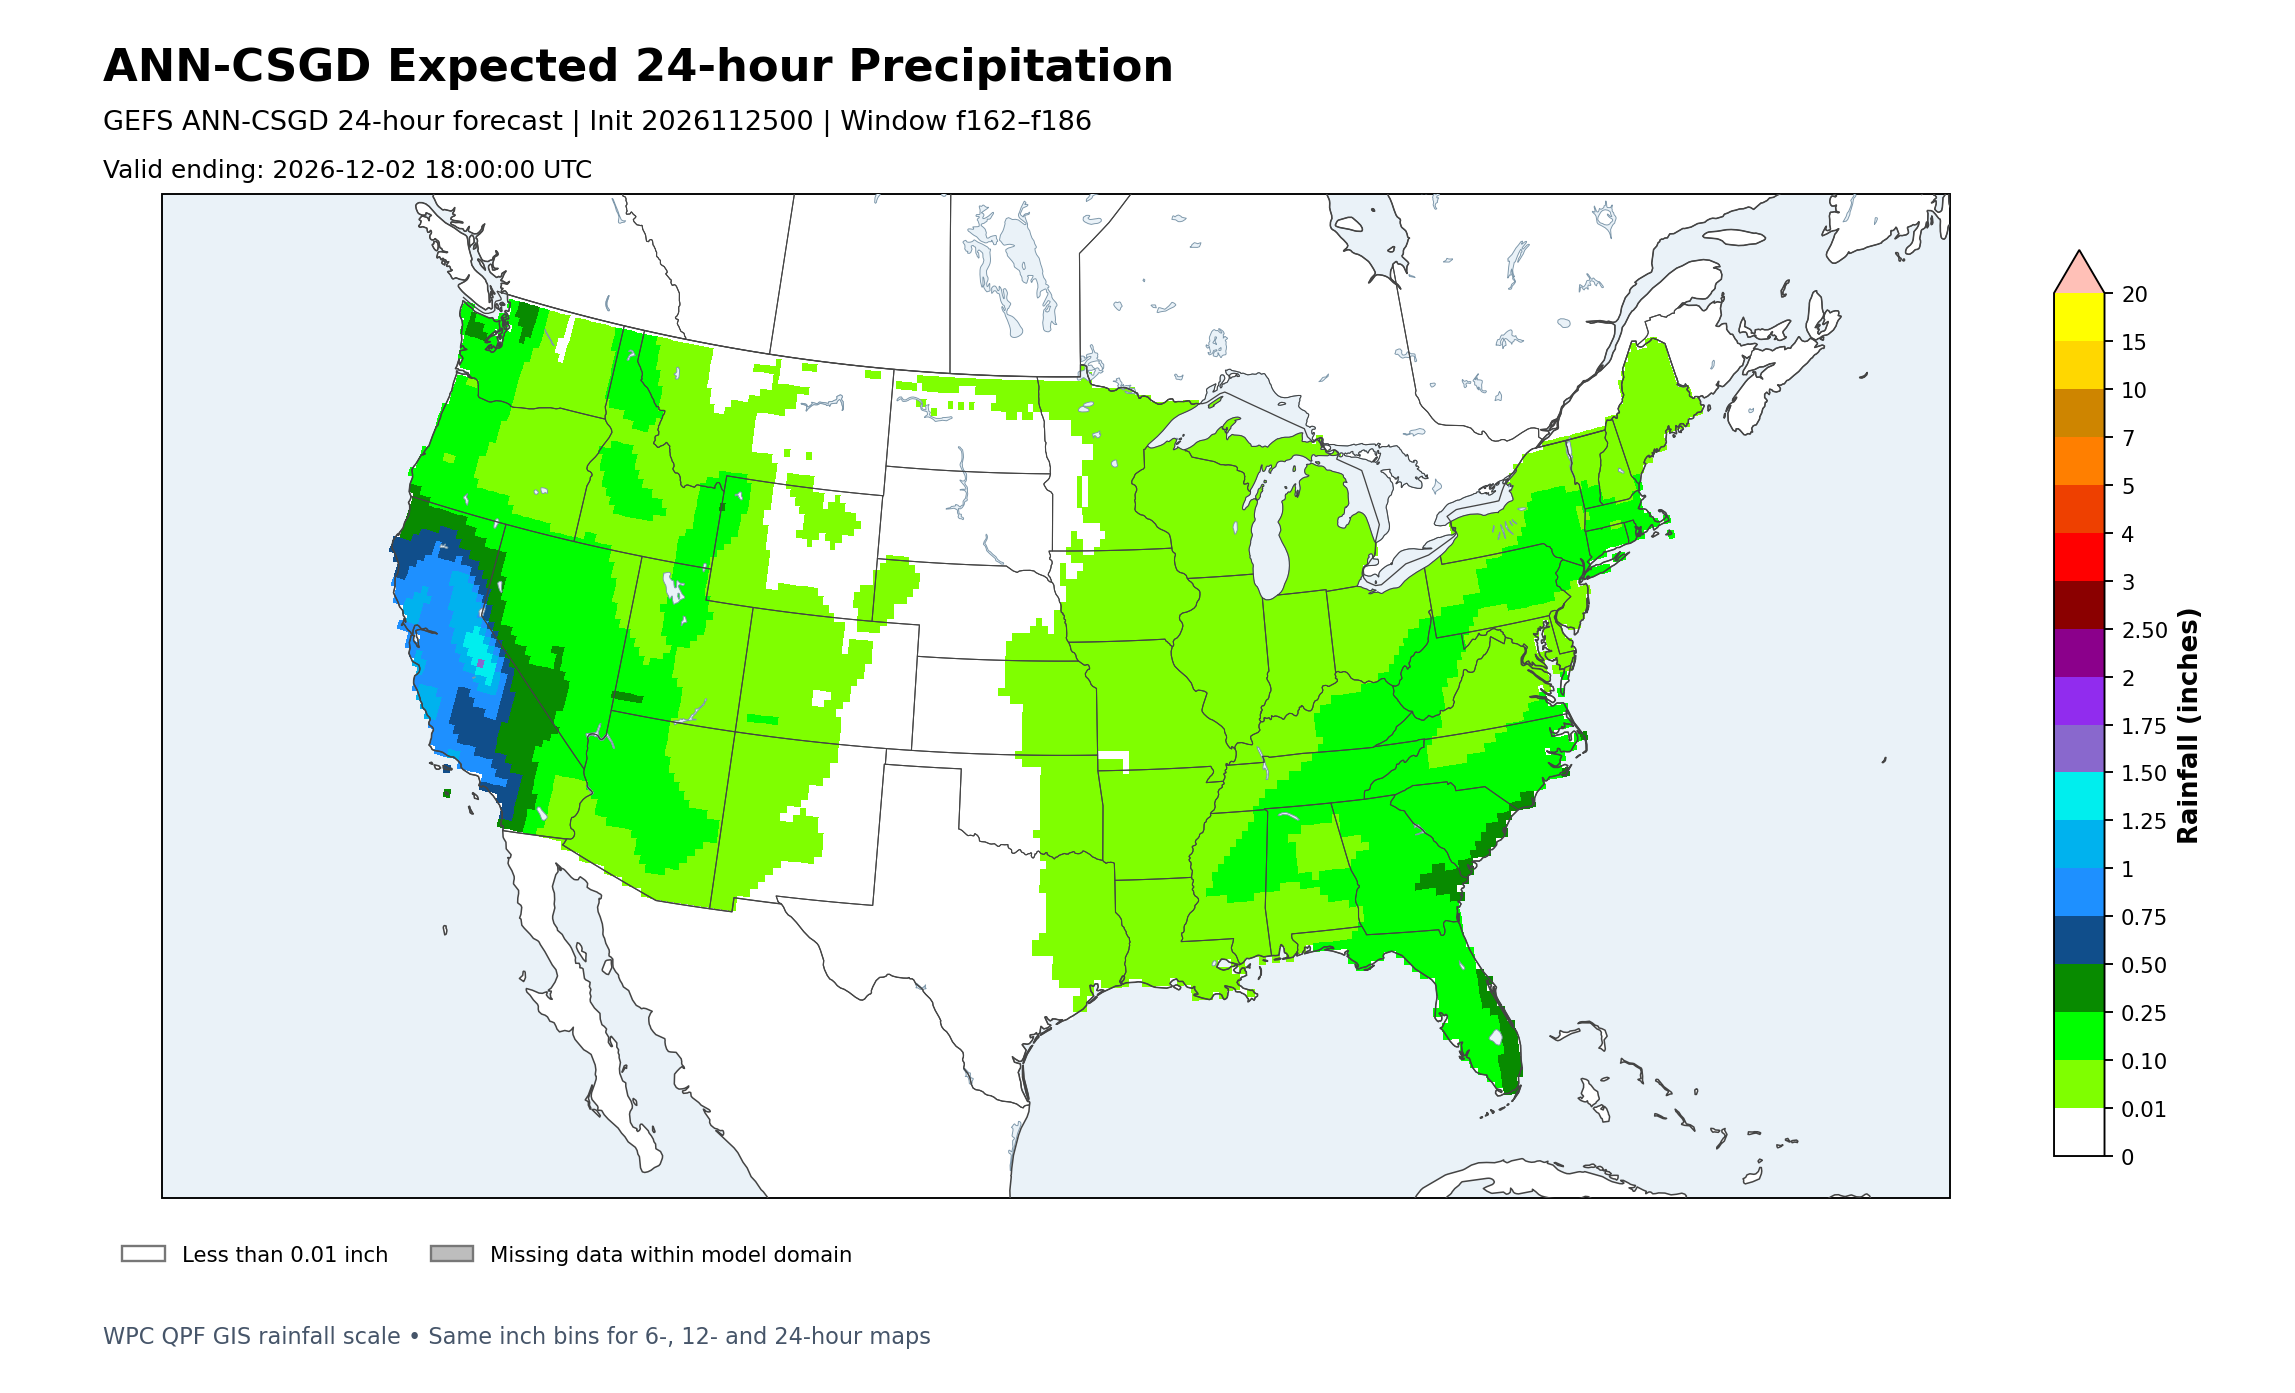 ANN-CSGD Expected 24-hour Precipitation
GEFS ANN-CSGD 24-hour forecast | Init 2026112500 | Window f162–f186
Valid ending: 2026-12-02 18:00:00 UTC
20
15
10
7
5
4
3
2.50
2
1.75
1.50
1.25
1
0.75
0.50
0.25
0.10
0.01
0
Rainfall (inches)
Less than 0.01 inch
Missing data within model domain
WPC QPF GIS rainfall scale • Same inch bins for 6-, 12- and 24-hour maps